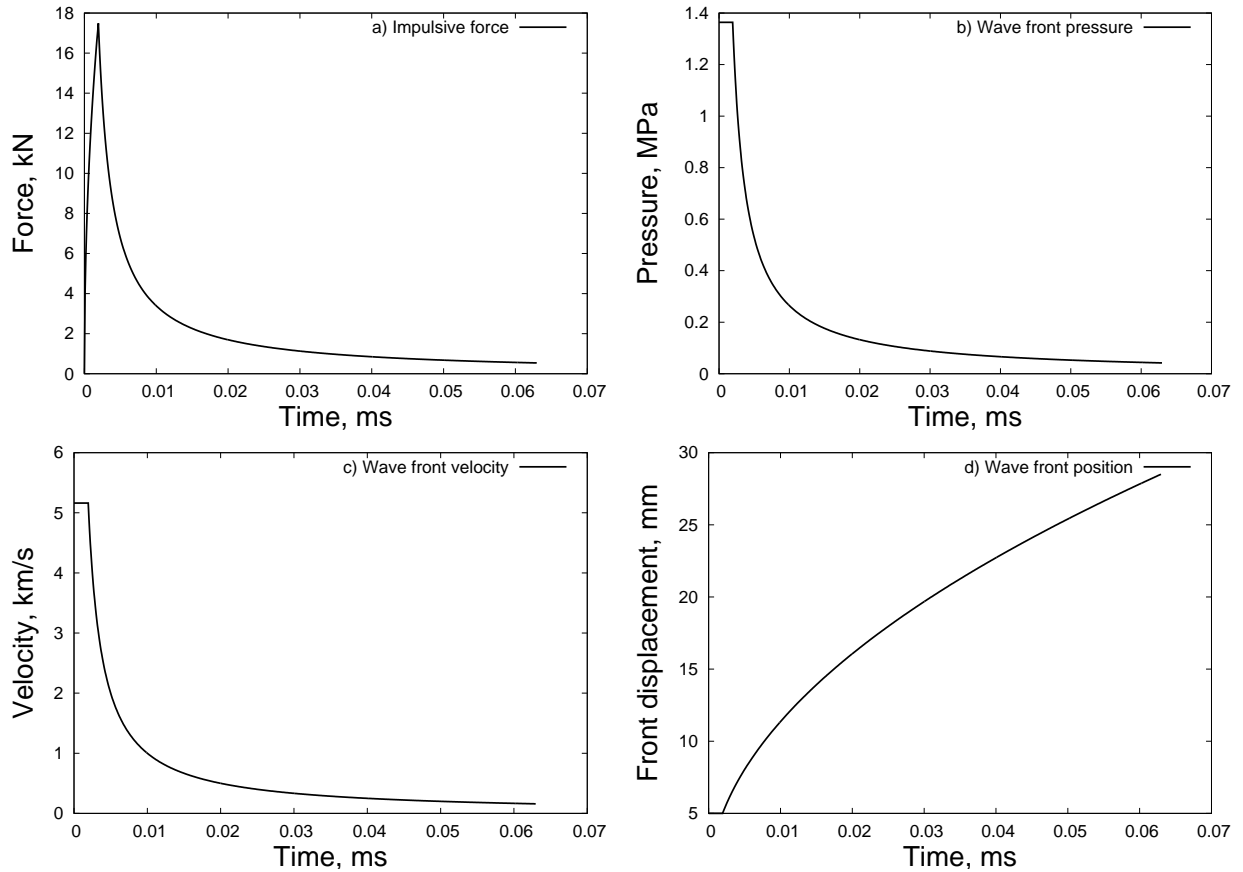 a) Impulsive force
18
16
14
12
10
8
6
4
2
0
Force, kN
0 0.01 0.02 0.03 0.04 0.05 0.06 0.07
Time, ms
b) Wave front pressure
1.4
1.2
1
0.8
0.6
0.4
0.2
0
Pressure, MPa
0 0.01 0.02 0.03 0.04 0.05 0.06 0.07
Time, ms
c) Wave front velocity
6
5
4
3
2
1
0
Velocity, km/s
0 0.01 0.02 0.03 0.04 0.05 0.06 0.07
Time, ms
d) Wave front position
30
25
20
15
10
5
Front displacement, mm
0 0.01 0.02 0.03 0.04 0.05 0.06 0.07
Time, ms